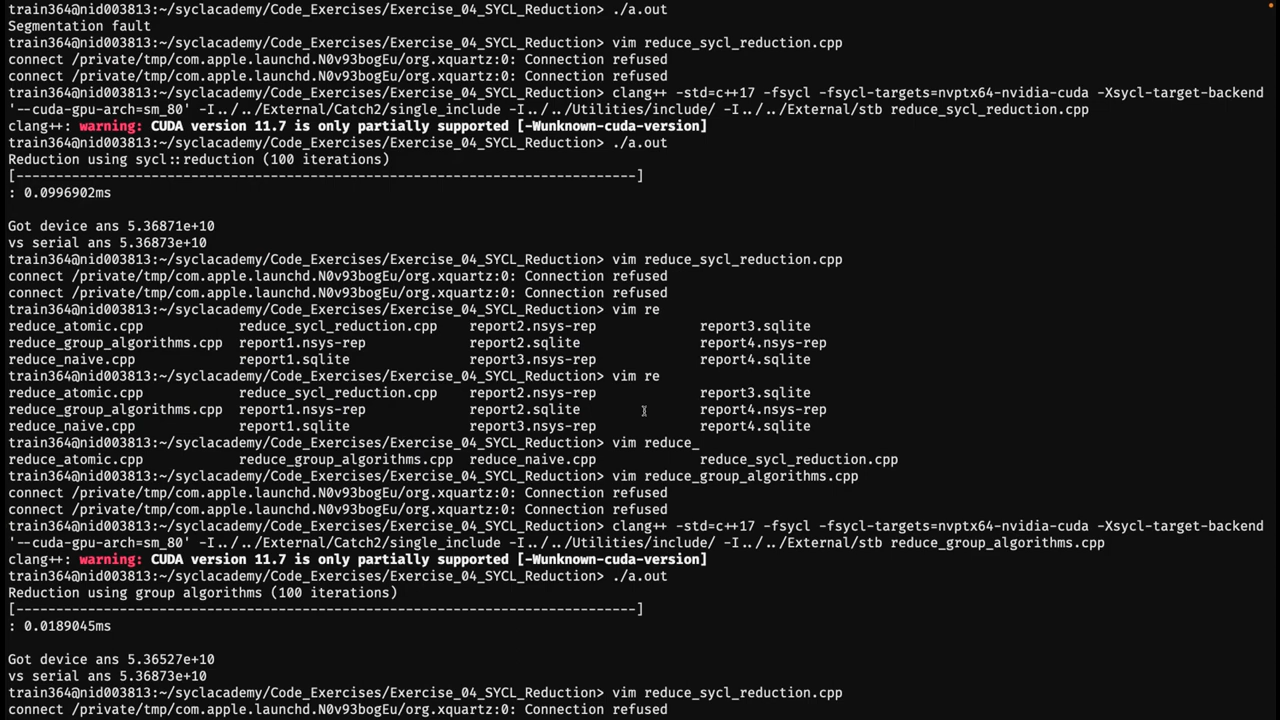 train364@nid003813:~/syclacademy/Code_Exercises/Exercise_04_SYCL_Reduction> ./a.out
Segmentation fault
train364@nid003813:~/syclacademy/Code_Exercises/Exercise_04_SYCL_Reduction> vim reduce_sycl_reduction.cpp
connect /private/tmp/com.apple.launchd.N0v93bogEu/org.xquartz:0: Connection refused
connect /private/tmp/com.apple.launchd.N0v93bogEu/org.xquartz:0: Connection refused
train364@nid003813:~/syclacademy/Code_Exercises/Exercise_04_SYCL_Reduction> clang++ -std=c++17 -fsycl -fsycl-targets=nvptx64-nvidia-cuda -Xsycl-target-backend
'--cuda-gpu-arch=sm_80' -I../../External/Catch2/single_include -I../../Utilities/include/ -I../../External/stb reduce_sycl_reduction.cpp
clang++: warning: CUDA version 11.7 is only partially supported [-Wunknown-cuda-version]
train364@nid003813:~/syclacademy/Code_Exercises/Exercise_04_SYCL_Reduction> ./a.out
Reduction using sycl::reduction (100 iterations)
[------------------------------------------------------------------------------]
: 0.0996902ms
Got device ans 5.36871e+10
vs serial ans 5.36873e+10
train364@nid003813:~/syclacademy/Code_Exercises/Exercise_04_SYCL_Reduction> vim reduce_sycl_reduction.cpp
connect /private/tmp/com.apple.launchd.N0v93bogEu/org.xquartz:0: Connection refused
connect /private/tmp/com.apple.launchd.N0v93bogEu/org.xquartz:0: Connection refused
train364@nid003813:~/syclacademy/Code_Exercises/Exercise_04_SYCL_Reduction> vim re
reduce_atomic.cpp reduce_sycl_reduction.cpp report2.nsys-rep report3.sqlite
reduce_group_algorithms.cpp report1.nsys-rep report2.sqlite report4.nsys-rep
reduce_naive.cpp report1.sqlite report3.nsys-rep report4.sqlite
train364@nid003813:~/syclacademy/Code_Exercises/Exercise_04_SYCL_Reduction> vim re
reduce_atomic.cpp reduce_sycl_reduction.cpp report2.nsys-rep report3.sqlite
reduce_group_algorithms.cpp report1.nsys-rep report2.sqlite report4.nsys-rep
reduce_naive.cpp report1.sqlite report3.nsys-rep report4.sqlite
train364@nid003813:~/syclacademy/Code_Exercises/Exercise_04_SYCL_Reduction> vim reduce_
reduce_atomic.cpp reduce_group_algorithms.cpp reduce_naive.cpp reduce_sycl_reduction.cpp
train364@nid003813:~/syclacademy/Code_Exercises/Exercise_04_SYCL_Reduction> vim reduce_group_algorithms.cpp
connect /private/tmp/com.apple.launchd.N0v93bogEu/org.xquartz:0: Connection refused
connect /private/tmp/com.apple.launchd.N0v93bogEu/org.xquartz:0: Connection refused
train364@nid003813:~/syclacademy/Code_Exercises/Exercise_04_SYCL_Reduction> clang++ -std=c++17 -fsycl -fsycl-targets=nvptx64-nvidia-cuda -Xsycl-target-backend
'--cuda-gpu-arch=sm_80' -I../../External/Catch2/single_include -I../../Utilities/include/ -I../../External/stb reduce_group_algorithms.cpp
clang++: warning: CUDA version 11.7 is only partially supported [-Wunknown-cuda-version]
train364@nid003813:~/syclacademy/Code_Exercises/Exercise_04_SYCL_Reduction> ./a.out
Reduction using group algorithms (100 iterations)
[------------------------------------------------------------------------------]
: 0.0189045ms
Got device ans 5.36527e+10
vs serial ans 5.36873e+10
train364@nid003813:~/syclacademy/Code_Exercises/Exercise_04_SYCL_Reduction> vim reduce_sycl_reduction.cpp
connect /private/tmp/com.apple.launchd.N0v93bogEu/org.xquartz:0: Connection refused